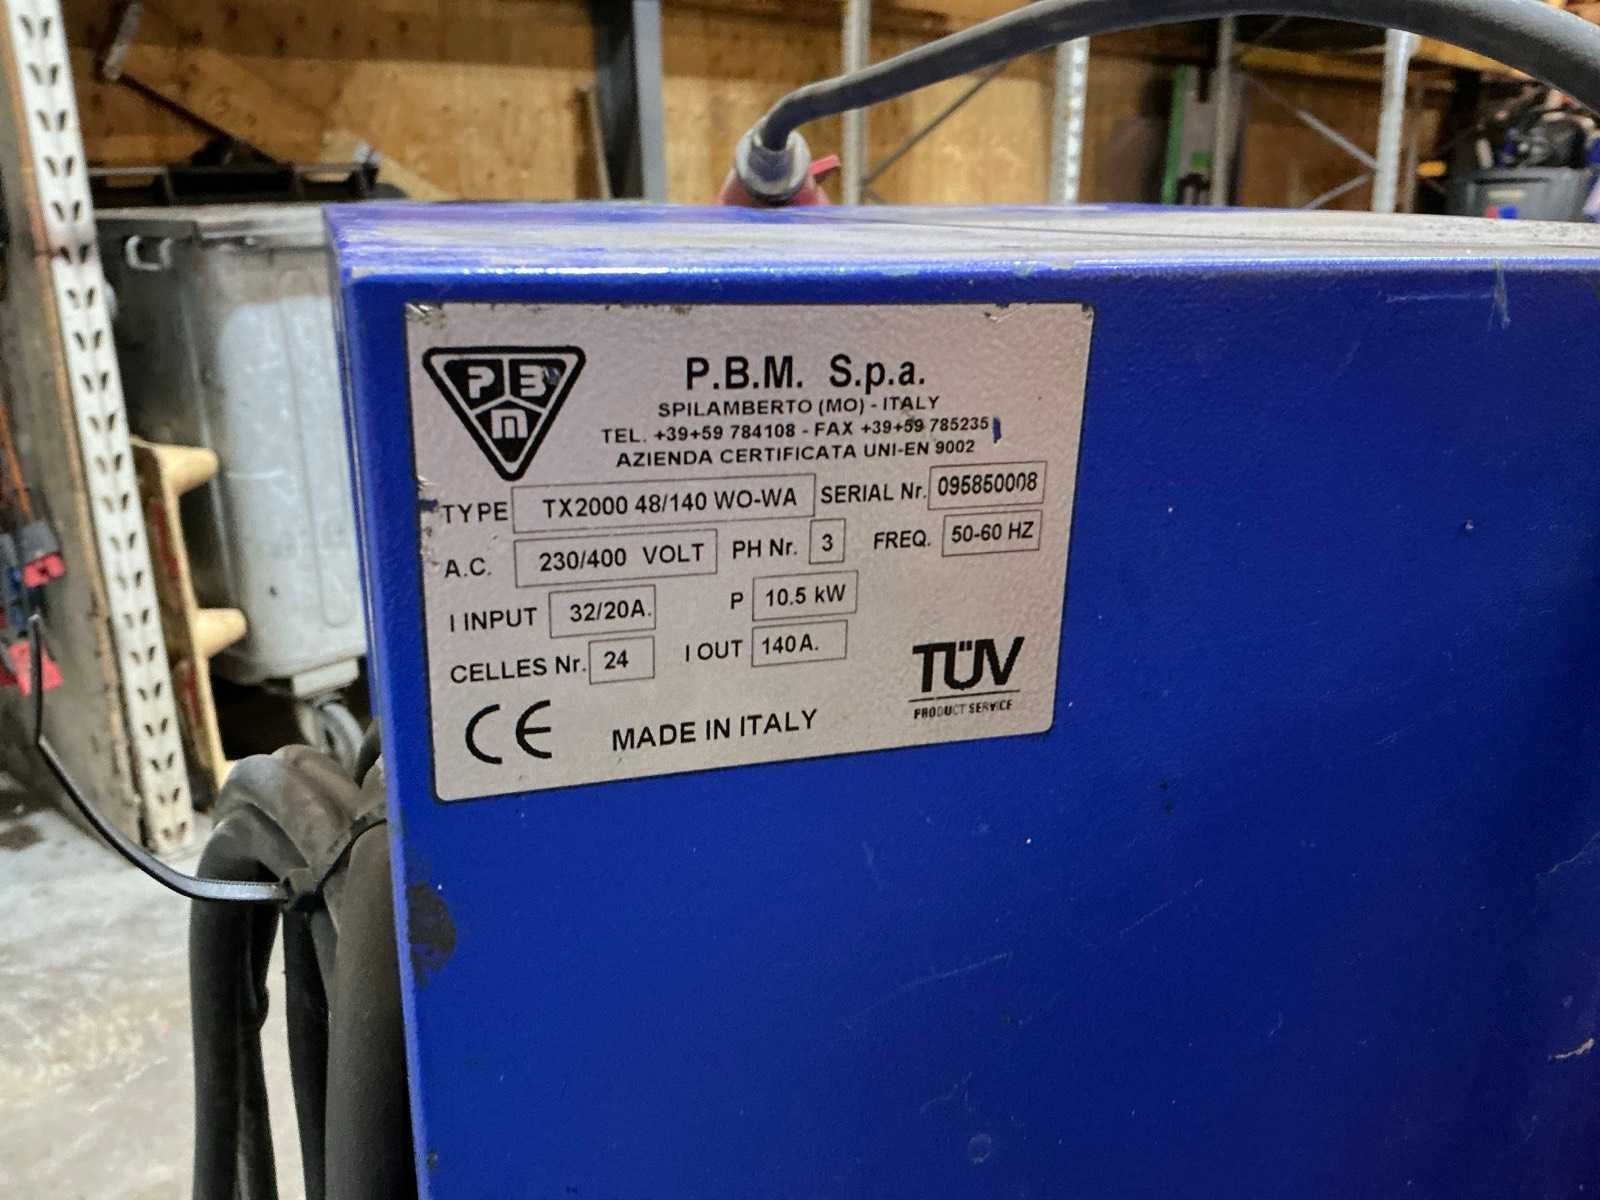 PBM
P.B.M. S.p.a.
SPILAMBERTO (MO) - ITALY
TEL. +39+59 784108 - FAX +39+59 785235
AZIENDA CERTIFICATA UNI-EN 9002
TYPE TX2000 48/140 WO-WA SERIAL Nr. 095850008
A.C. 230/400 VOLT PH Nr. 3 FREQ. 50-60 HZ
I INPUT 32/20A. P 10.5 kW
CELLES Nr. 24 I OUT 140A.
CE MADE IN ITALY TÜV
PRODUCT SERVICE